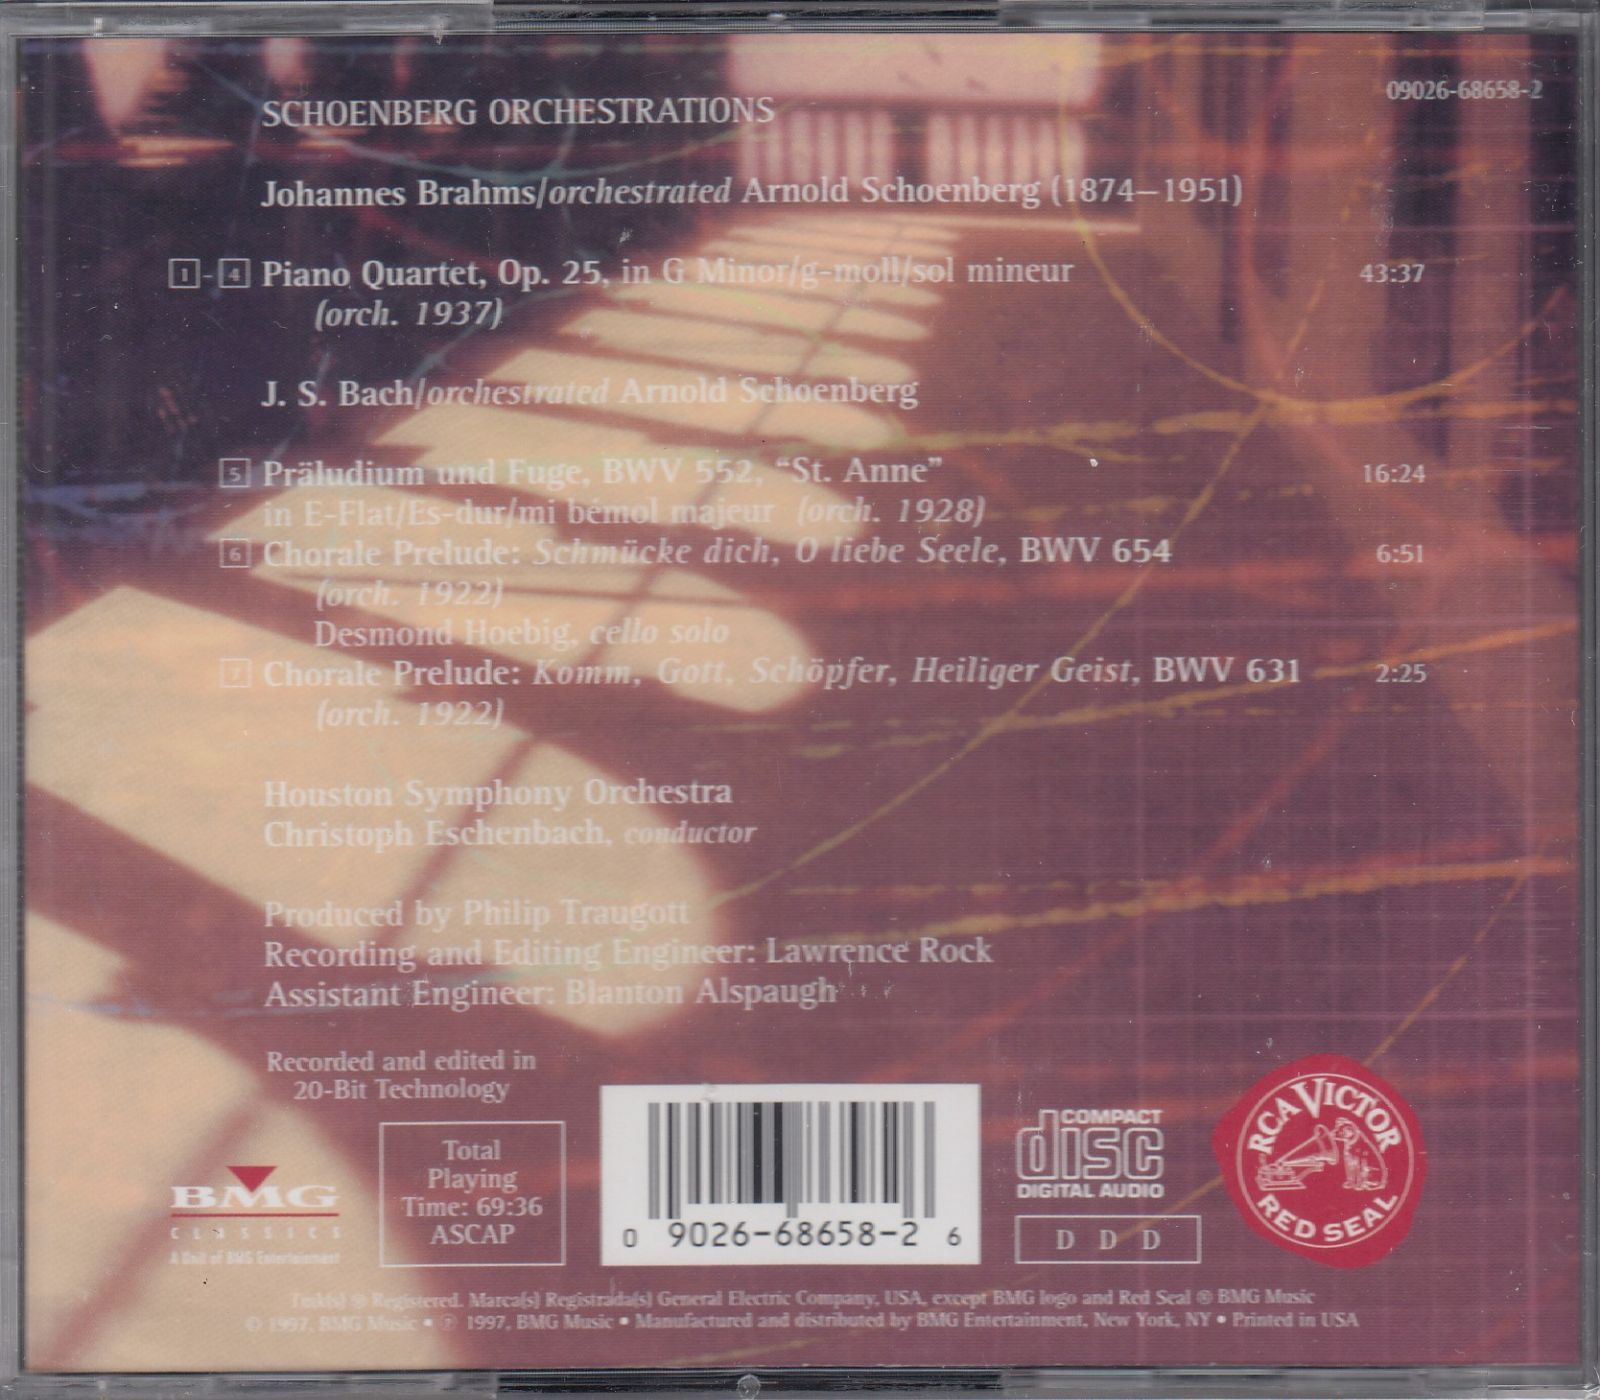 09026-68658-2
SCHOENBERG ORCHESTRATIONS
Johannes Brahms/orchestrated Arnold Schoenberg (1874–1951)
1-4 Piano Quartet, Op. 25, in G Minor/g-moll/sol mineur 43:37
(orch. 1937)
J. S. Bach/orchestrated Arnold Schoenberg
5 Präludium und Fuge, BWV 552, “St. Anne” 16:24
in E-Flat/Es-dur/mi bémol majeur (orch. 1928)
6 Chorale Prelude: Schmücke dich, O liebe Seele, BWV 654 6:51
(orch. 1922)
Desmond Hoebig, cello solo
7 Chorale Prelude: Komm, Gott, Schöpfer, Heiliger Geist, BWV 631 2:25
(orch. 1922)
Houston Symphony Orchestra
Christoph Eschenbach, conductor
Produced by Philip Traugott
Recording and Editing Engineer: Lawrence Rock
Assistant Engineer: Blanton Alspaugh
Recorded and edited in
20-Bit Technology
BMG
CLASSICS
A Unit of BMG Entertainment
Total
Playing
Time: 69:36
ASCAP
0 9026-68658-2 6
COMPACT
disc
DIGITAL AUDIO
D D D
RCA VICTOR
RED SEAL
Tmk(s) ® Registered. Marca(s) Registrada(s) General Electric Company, USA, except BMG logo and Red Seal ® BMG Music
© 1997, BMG Music • ℗ 1997, BMG Music • Manufactured and distributed by BMG Entertainment, New York, NY • Printed in USA